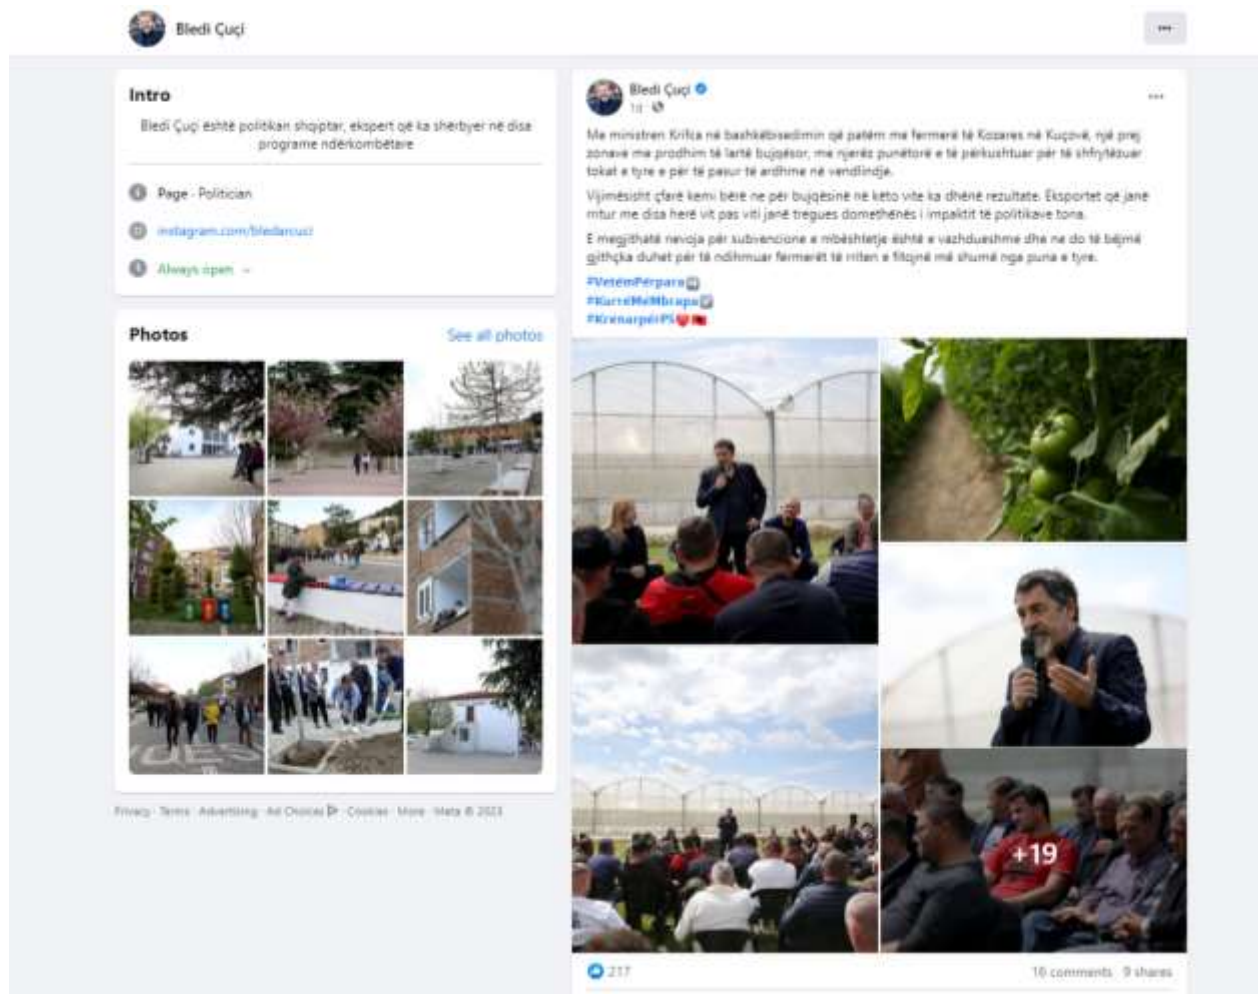 Bledi Çuçi
Intro
Bledi Çuçi është politikan shqiptar, ekspert që ka shërbyer në disa
programe ndërkombëtare
Page · Politician
instagram.com/bledarcuci
Always open
Photos
See all photos
Privacy · Terms · Advertising · Ad Choices · Cookies · More · Meta © 2023
Bledi Çuçi
1d
Me ministren Krifca në bashkëbisedimin që patëm me fermerë të Kozares në Kuçovë, një prej
zonave me prodhim të lartë bujqësor, me njerëz punëtorë e të përkushtuar për të shfrytëzuar
tokat e tyre e për të pasur të ardhme në vendlindje.
Vijimësisht çfarë kemi bërë ne për bujqësinë në këto vite ka dhënë rezultate. Eksportet që janë
rritur me disa herë vit pas viti janë tregues domethënës i impaktit të politikave tona.
E megjithatë nevoja për subvencione e mbështetje është e vazhdueshme dhe ne do të bëjmë
gjithçka duhet për të ndihmuar fermerët të rriten e fitojnë më shumë nga puna e tyre.
#VetëmPërpara
#KurrëMëMbrapa
#KrenarpërPS
+19
217
16 comments 9 shares